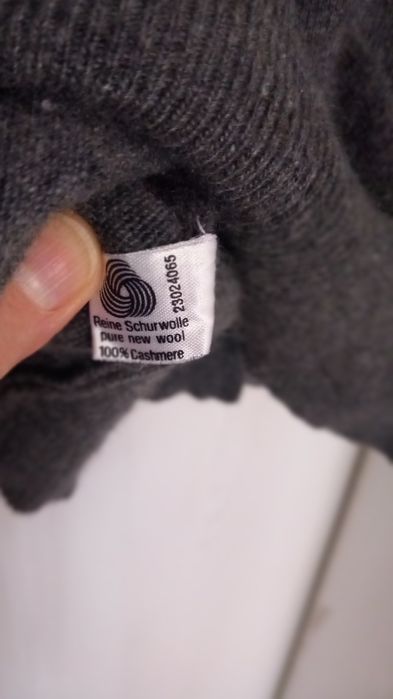 23024065
Reine Schurwolle
pure new wool
100% Cashmere